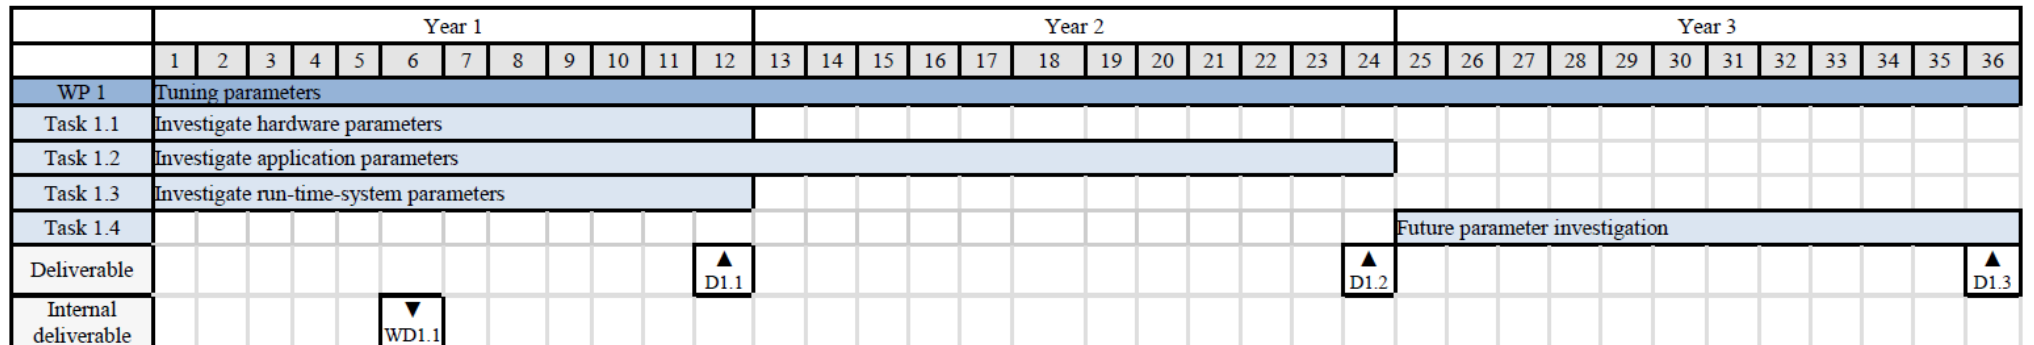 Year 1 Year 2 Year 3
1 2 3 4 5 6 7 8 9 10 11 12 13 14 15 16 17 18 19 20 21 22 23 24 25 26 27 28 29 30 31 32 33 34 35 36
WP 1 Tuning parameters
Task 1.1 Investigate hardware parameters
Task 1.2 Investigate application parameters
Task 1.3 Investigate run-time-system parameters
Task 1.4 Future parameter investigation
Deliverable ▲ ▲ ▲
D1.1 D1.2 D1.3
Internal ▼
deliverable WD1.1